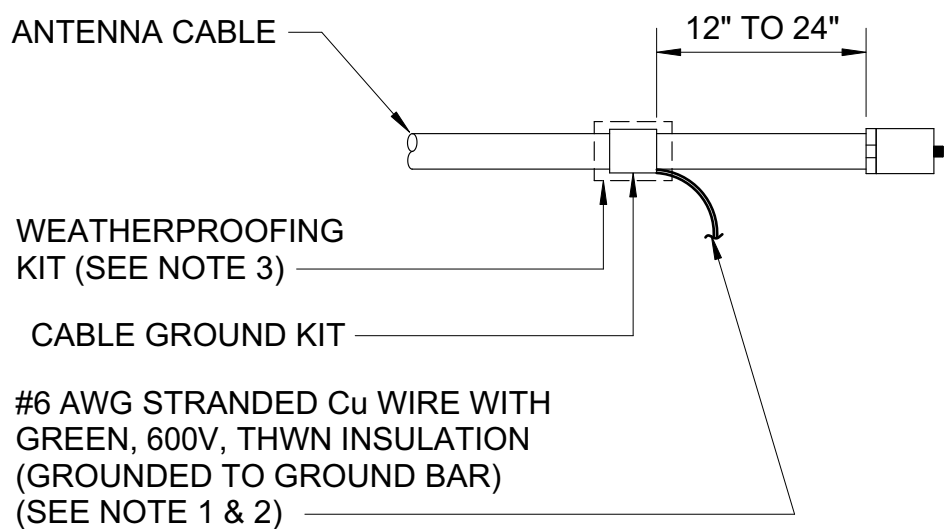 ANTENNA CABLE
12" TO 24"
WEATHERPROOFING
KIT (SEE NOTE 3)
CABLE GROUND KIT
#6 AWG STRANDED Cu WIRE WITH
GREEN, 600V, THWN INSULATION
(GROUNDED TO GROUND BAR)
(SEE NOTE 1 & 2)